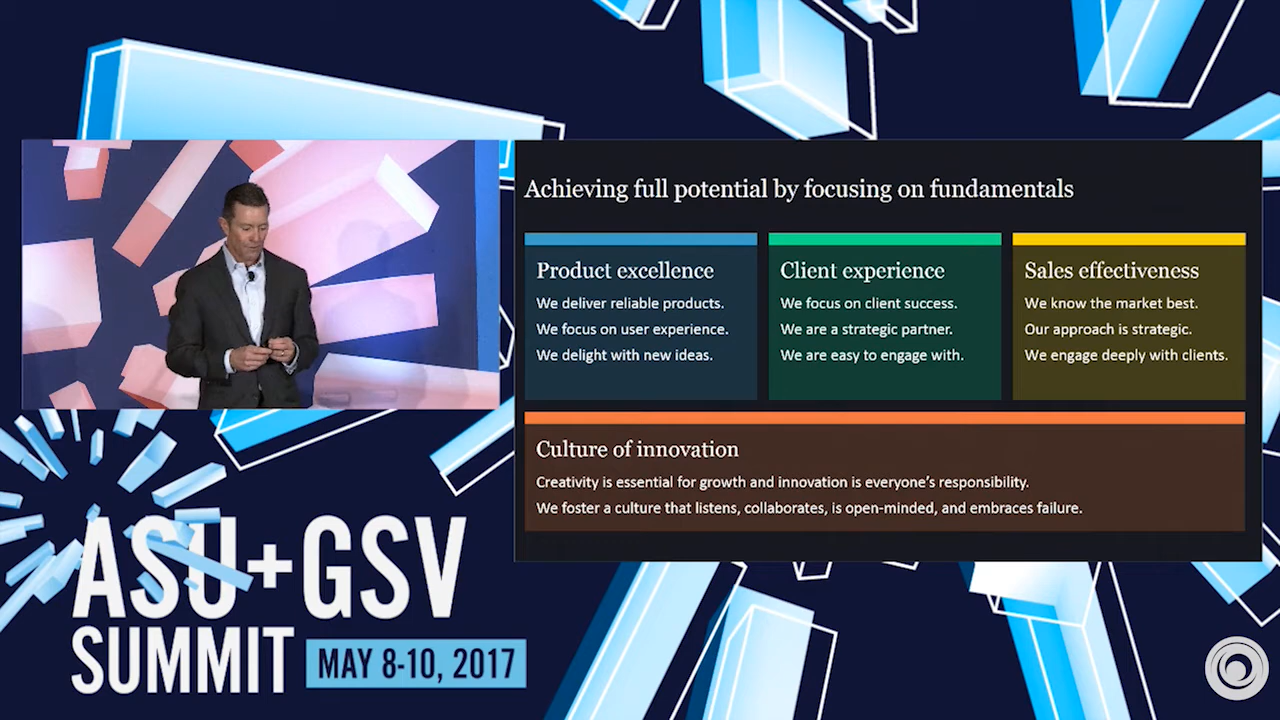 Achieving full potential by focusing on fundamentals
Product excellence
We deliver reliable products.
We focus on user experience.
We delight with new ideas.
Client experience
We focus on client success.
We are a strategic partner.
We are easy to engage with.
Sales effectiveness
We know the market best.
Our approach is strategic.
We engage deeply with clients.
Culture of innovation
Creativity is essential for growth and innovation is everyone’s responsibility.
We foster a culture that listens, collaborates, is open-minded, and embraces failure.
ASU+GSV
SUMMIT
MAY 8-10, 2017